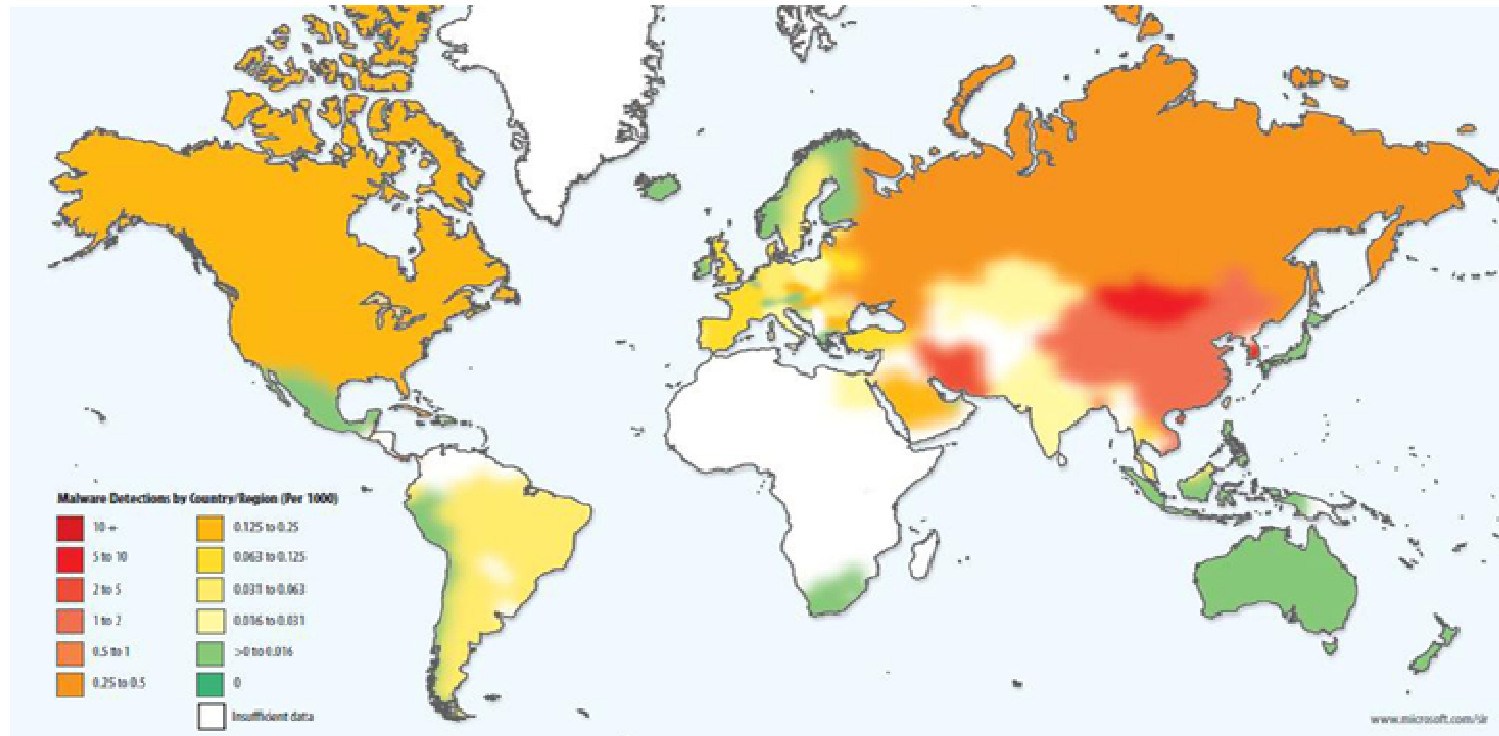 Malware Detections by Country/Region (Per 1000)
10 +
5 to 10
2 to 5
1 to 2
0.5 to 1
0.25 to 0.5
0.125 to 0.25
0.063 to 0.125
0.031 to 0.063
0.016 to 0.031
>0 to 0.016
0
Insufficient data
www.microsoft.com/sir